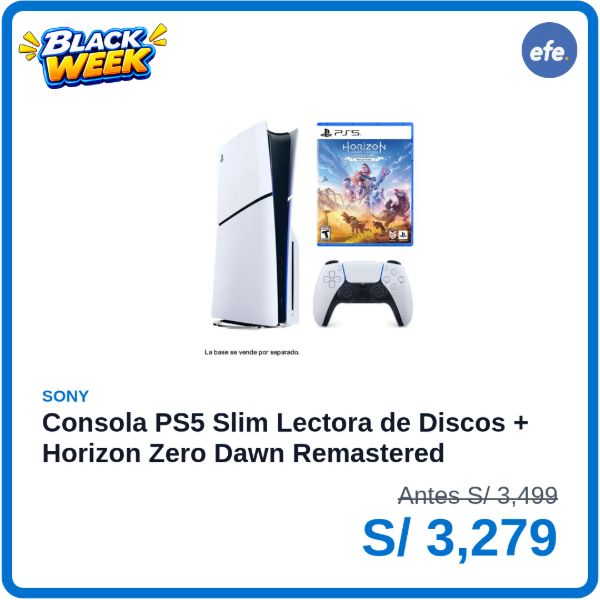 BLACK
WEEK
efe.
PS5
HORIZON
La base se vende por separado.
SONY
Consola PS5 Slim Lectora de Discos +
Horizon Zero Dawn Remastered
Antes S/ 3,499
S/ 3,279